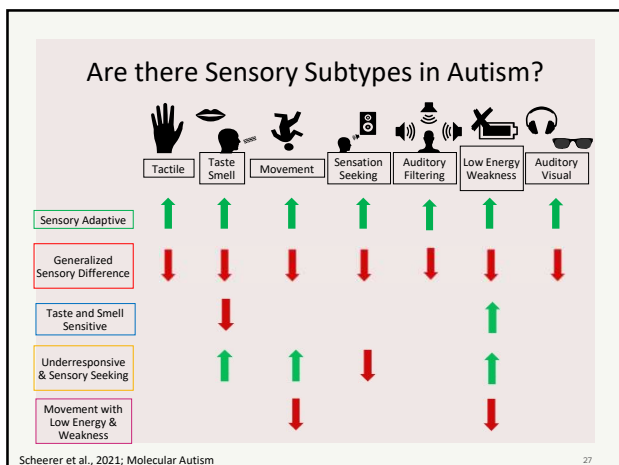 Are there Sensory Subtypes in Autism?
Tactile
Taste
Smell
Movement
Sensation
Seeking
Auditory
Filtering
Low Energy
Weakness
Auditory
Visual
Sensory Adaptive
Generalized
Sensory Difference
Taste and Smell
Sensitive
Underresponsive
& Sensory Seeking
Movement with
Low Energy &
Weakness
Scheerer et al., 2021; Molecular Autism
27